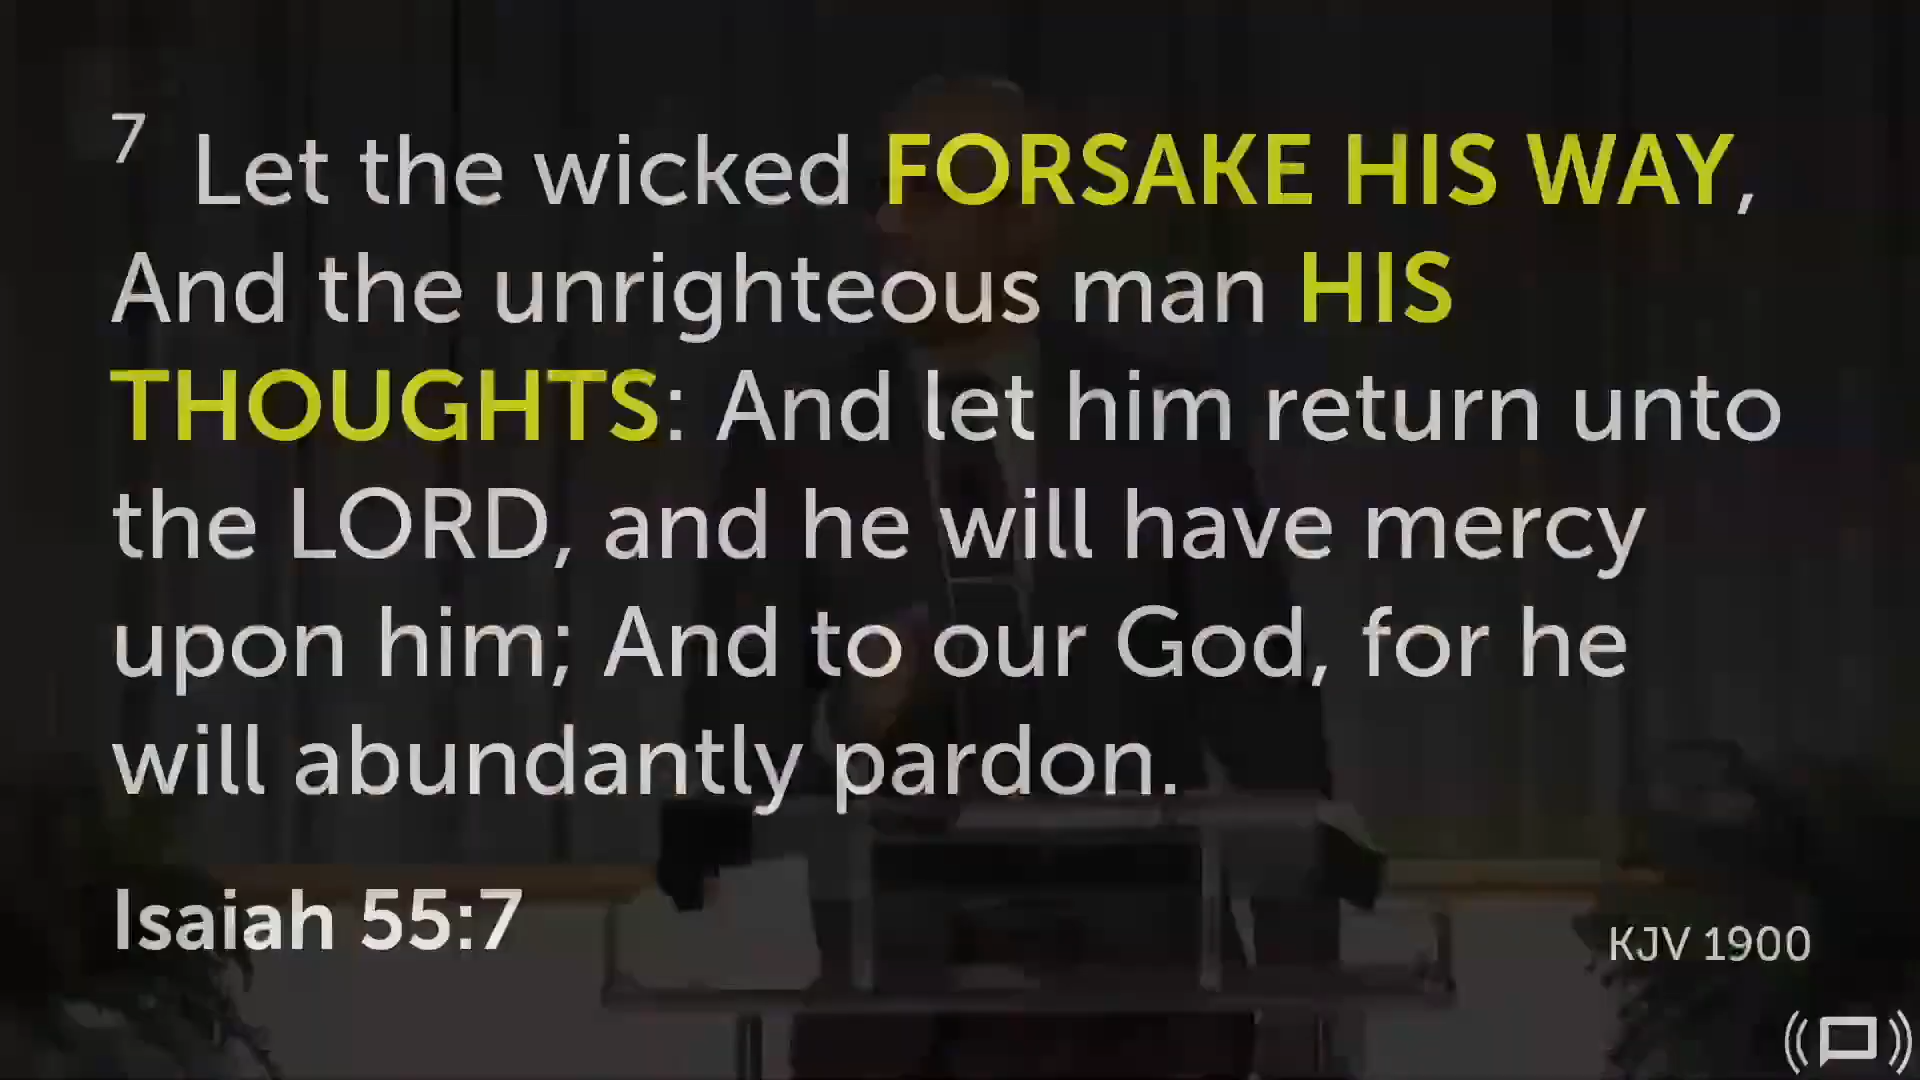 7 Let the wicked FORSAKE HIS WAY,
And the unrighteous man HIS
THOUGHTS: And let him return unto
the LORD, and he will have mercy
upon him; And to our God, for he
will abundantly pardon.
Isaiah 55:7
KJV 1900